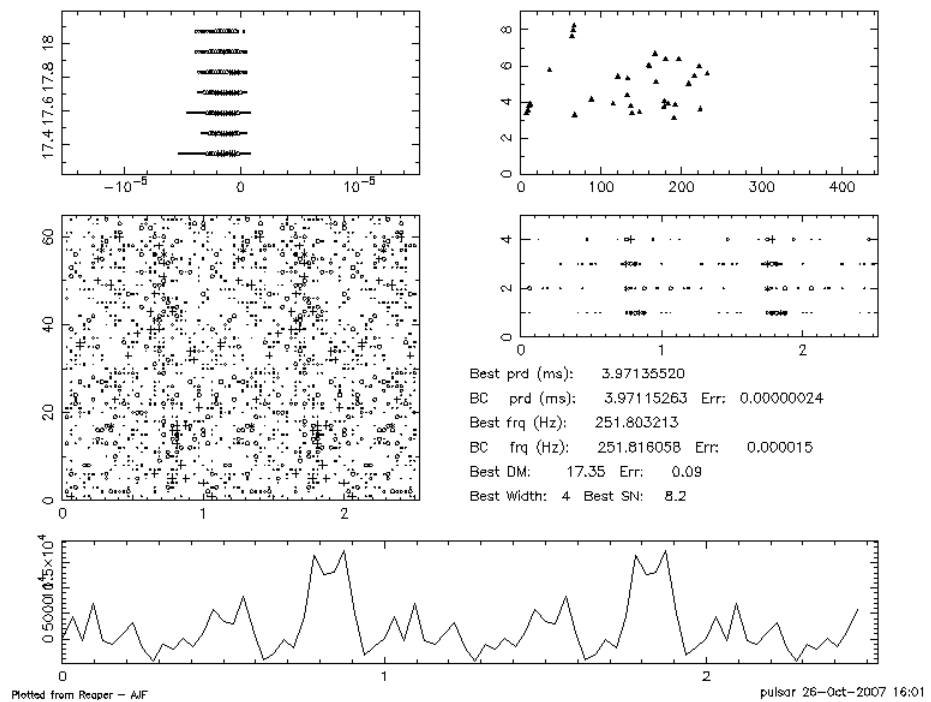 18
17.8
17.6
17.4
−10⁻⁵ 0 10⁻⁵
8
6
4
2
0
0 100 200 300 400
60
40
20
0
0 1 2
4
2
0
0 1 2
Best prd (ms): 3.97135520
BC prd (ms): 3.97115263 Err: 0.00000024
Best frq (Hz): 251.803213
BC frq (Hz): 251.816058 Err: 0.000015
Best DM: 17.35 Err: 0.09
Best Width: 4 Best SN: 8.2
0 5000
0 1 2
Plotted from Reaper − AJF
pulsar 26−Oct−2007 16:01